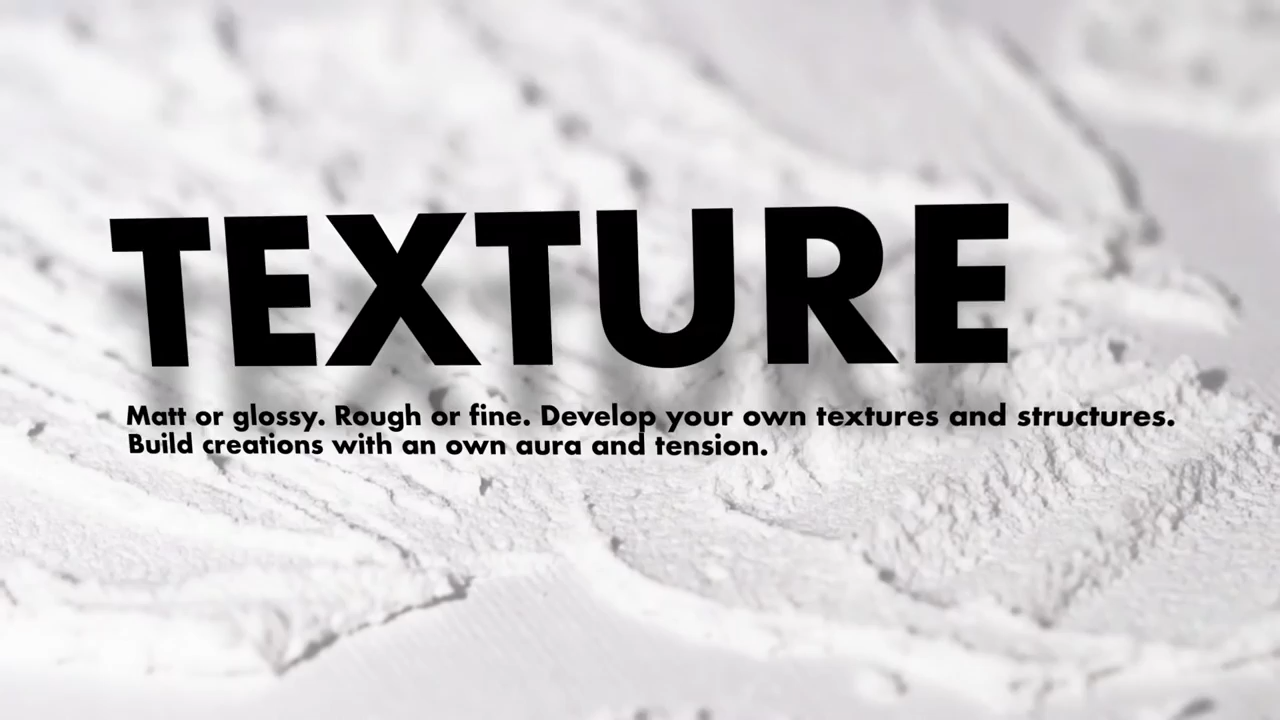 TEXTURE
Matt or glossy. Rough or fine. Develop your own textures and structures.
Build creations with an own aura and tension.